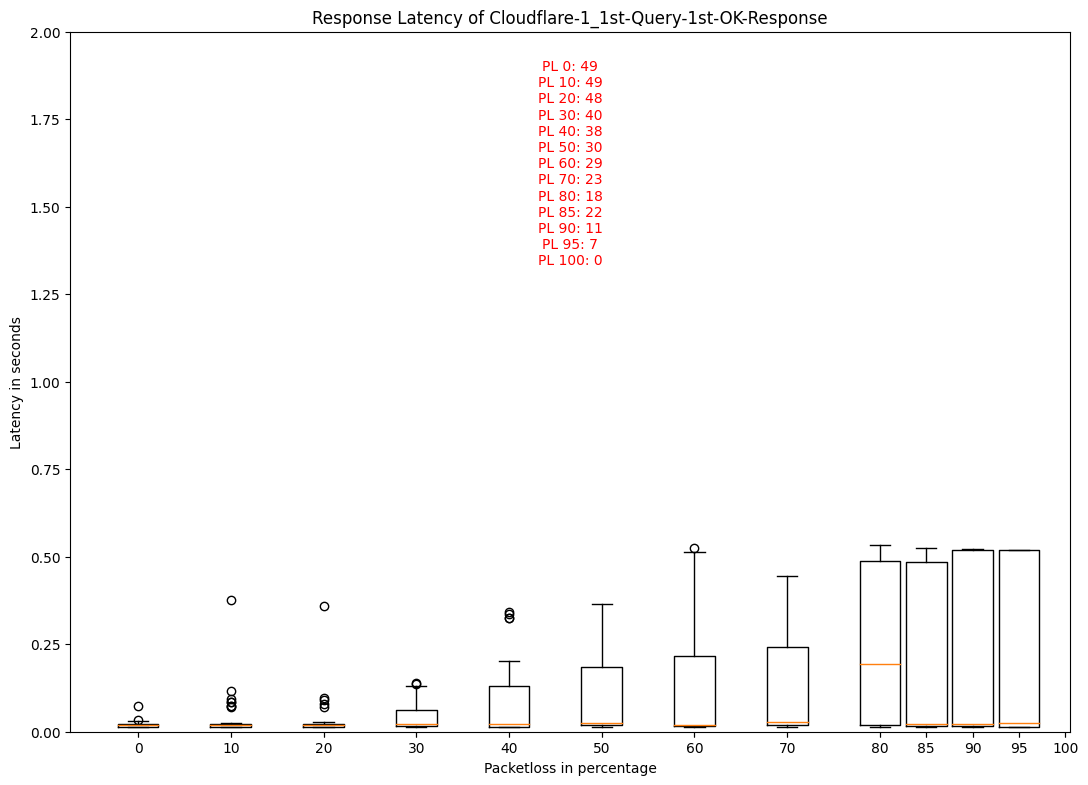 Response Latency of Cloudflare-1_1st-Query-1st-OK-Response
2.00
1.75
1.50
1.25
1.00
0.75
0.50
0.25
0.00
Latency in seconds
PL 0: 49
PL 10: 49
PL 20: 48
PL 30: 40
PL 40: 38
PL 50: 30
PL 60: 29
PL 70: 23
PL 80: 18
PL 85: 22
PL 90: 11
PL 95: 7
PL 100: 0
0 10 20 30 40 50 60 70 80 85 90 95 100
Packetloss in percentage